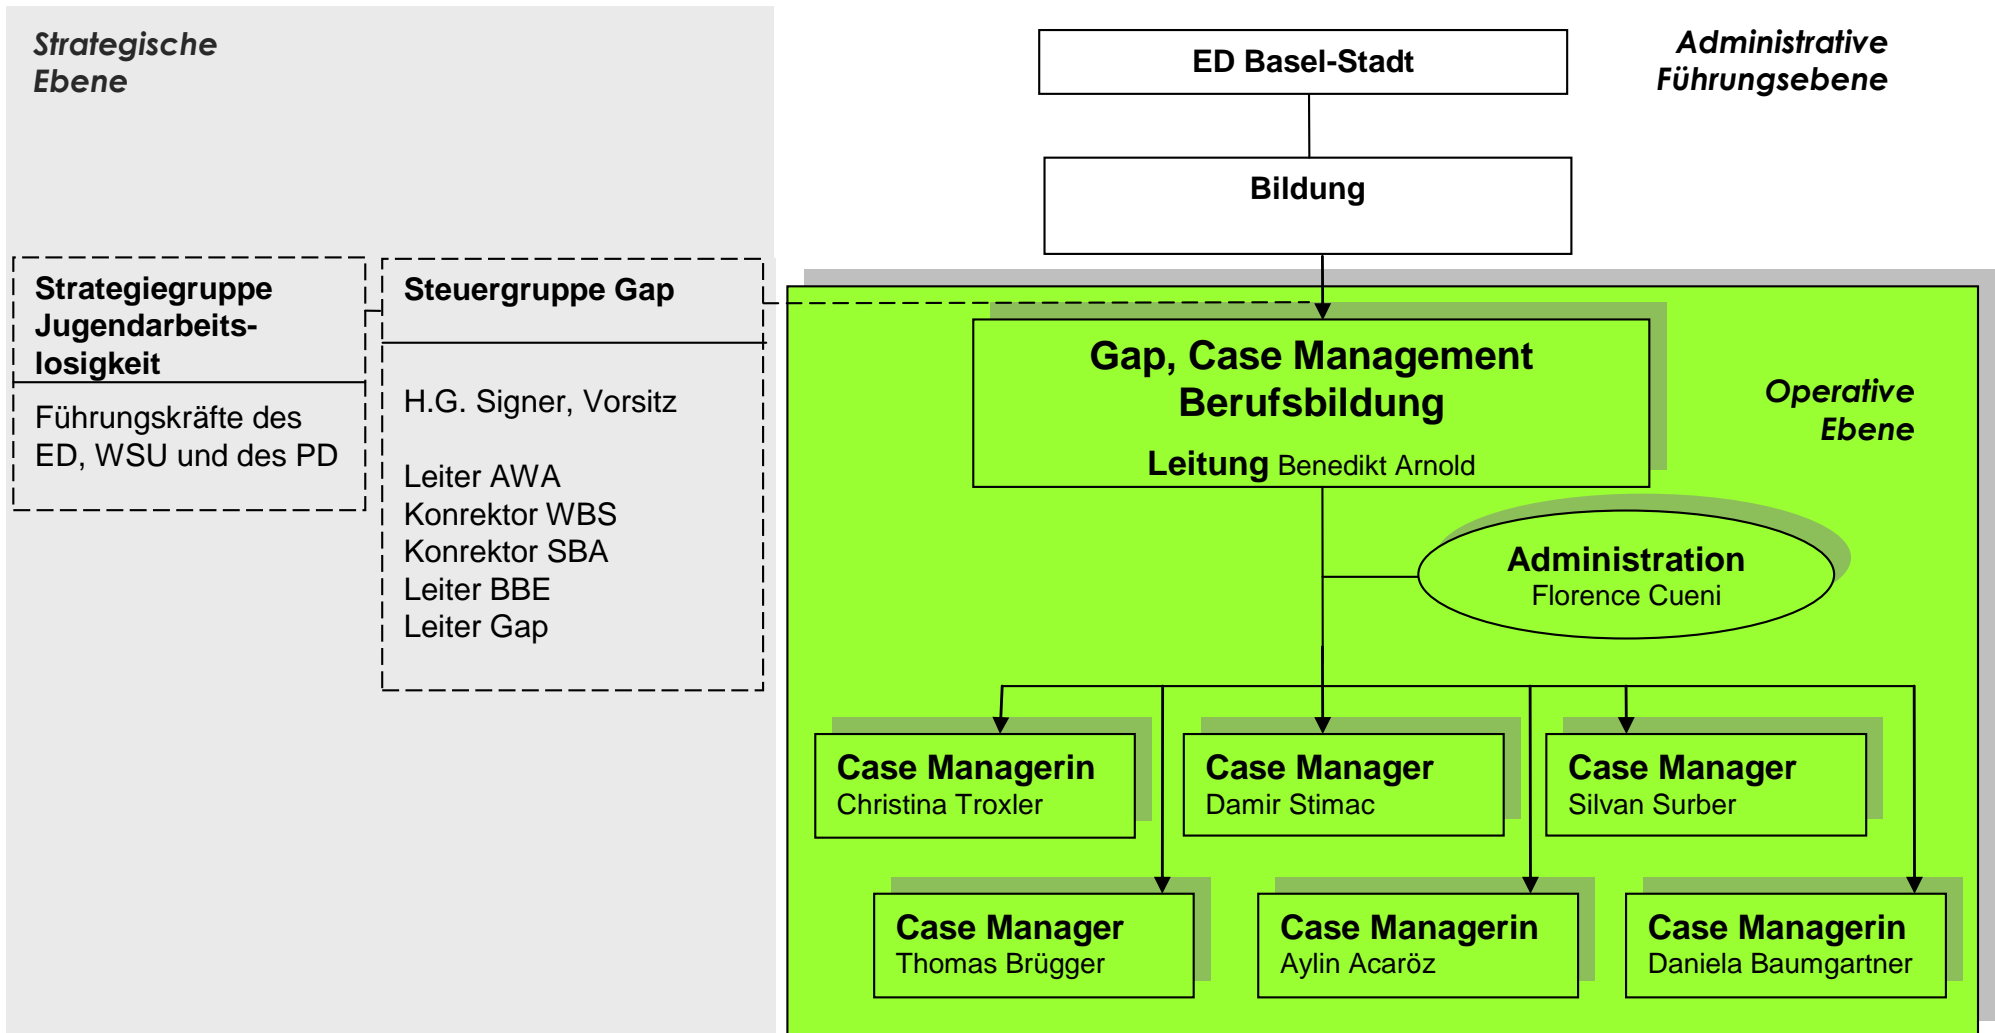 Strategische
Ebene
ED Basel-Stadt
Administrative
Führungsebene
Bildung
Strategiegruppe
Jugendarbeits-
losigkeit
Führungskräfte des
ED, WSU und des PD
Steuergruppe Gap
H.G. Signer, Vorsitz
Leiter AWA
Konrektor WBS
Konrektor SBA
Leiter BBE
Leiter Gap
Gap, Case Management
Berufsbildung
Leitung Benedikt Arnold
Operative
Ebene
Administration
Florence Cueni
Case Managerin
Christina Troxler
Case Manager
Damir Stimac
Case Manager
Silvan Surber
Case Manager
Thomas Brügger
Case Managerin
Aylin Acaröz
Case Managerin
Daniela Baumgartner